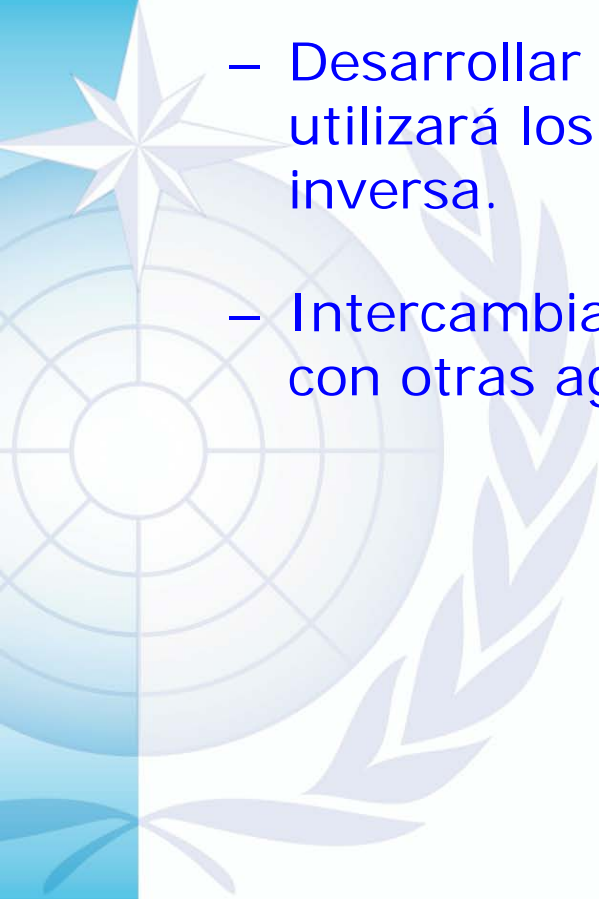 – Desarrollar
utilizará los
inversa.
– Intercambia
con otras ag